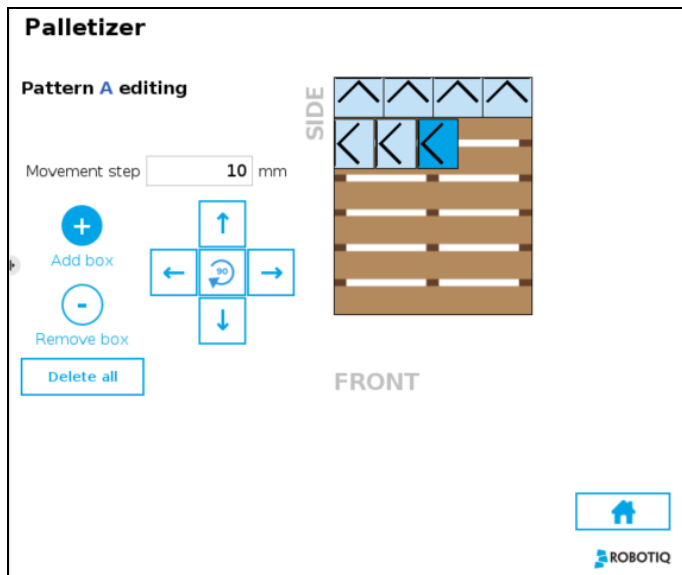 Palletizer
Pattern A editing
SIDE
Movement step 10 mm
+
Add box
90
-
Remove box
Delete all
FRONT
ROBOTIQ